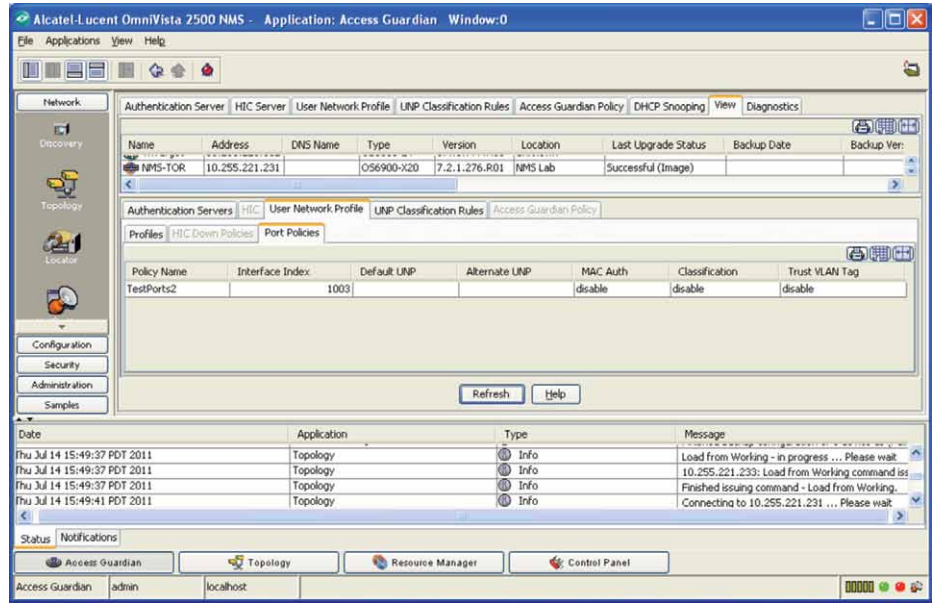 Alcatel-Lucent OmniVista 2500 NMS - Application: Access Guardian Window:0
File Applications View Help
Network
Discovery
Topology
Locator
Configuration
Security
Administration
Samples
Authentication Server HIC Server User Network Profile UNP Classification Rules Access Guardian Policy DHCP Snooping View Diagnostics
Name Address DNS Name Type Version Location Last Upgrade Status Backup Date Backup Vers
NMS-TOR 10.255.221.231 OS6900-X20 7.2.1.276.R01 NMS Lab Successful (Image)
Authentication Servers HIC User Network Profile UNP Classification Rules Access Guardian Policy
Profiles HIC Down Policies Port Policies
Policy Name Interface Index Default UNP Alternate UNP MAC Auth Classification Trust VLAN Tag
TestPorts2 1003 disable disable disable
Refresh Help
Date Application Type Message
Thu Jul 14 15:49:37 PDT 2011 Topology Info Load from Working - in progress ... Please wait
Thu Jul 14 15:49:37 PDT 2011 Topology Info 10.255.221.233: Load from Working command iss
Thu Jul 14 15:49:37 PDT 2011 Topology Info Finished issuing command - Load from Working.
Thu Jul 14 15:49:41 PDT 2011 Topology Info Connecting to 10.255.221.231 ... Please wait
Status Notifications
Access Guardian Topology Resource Manager Control Panel
Access Guardian admin localhost